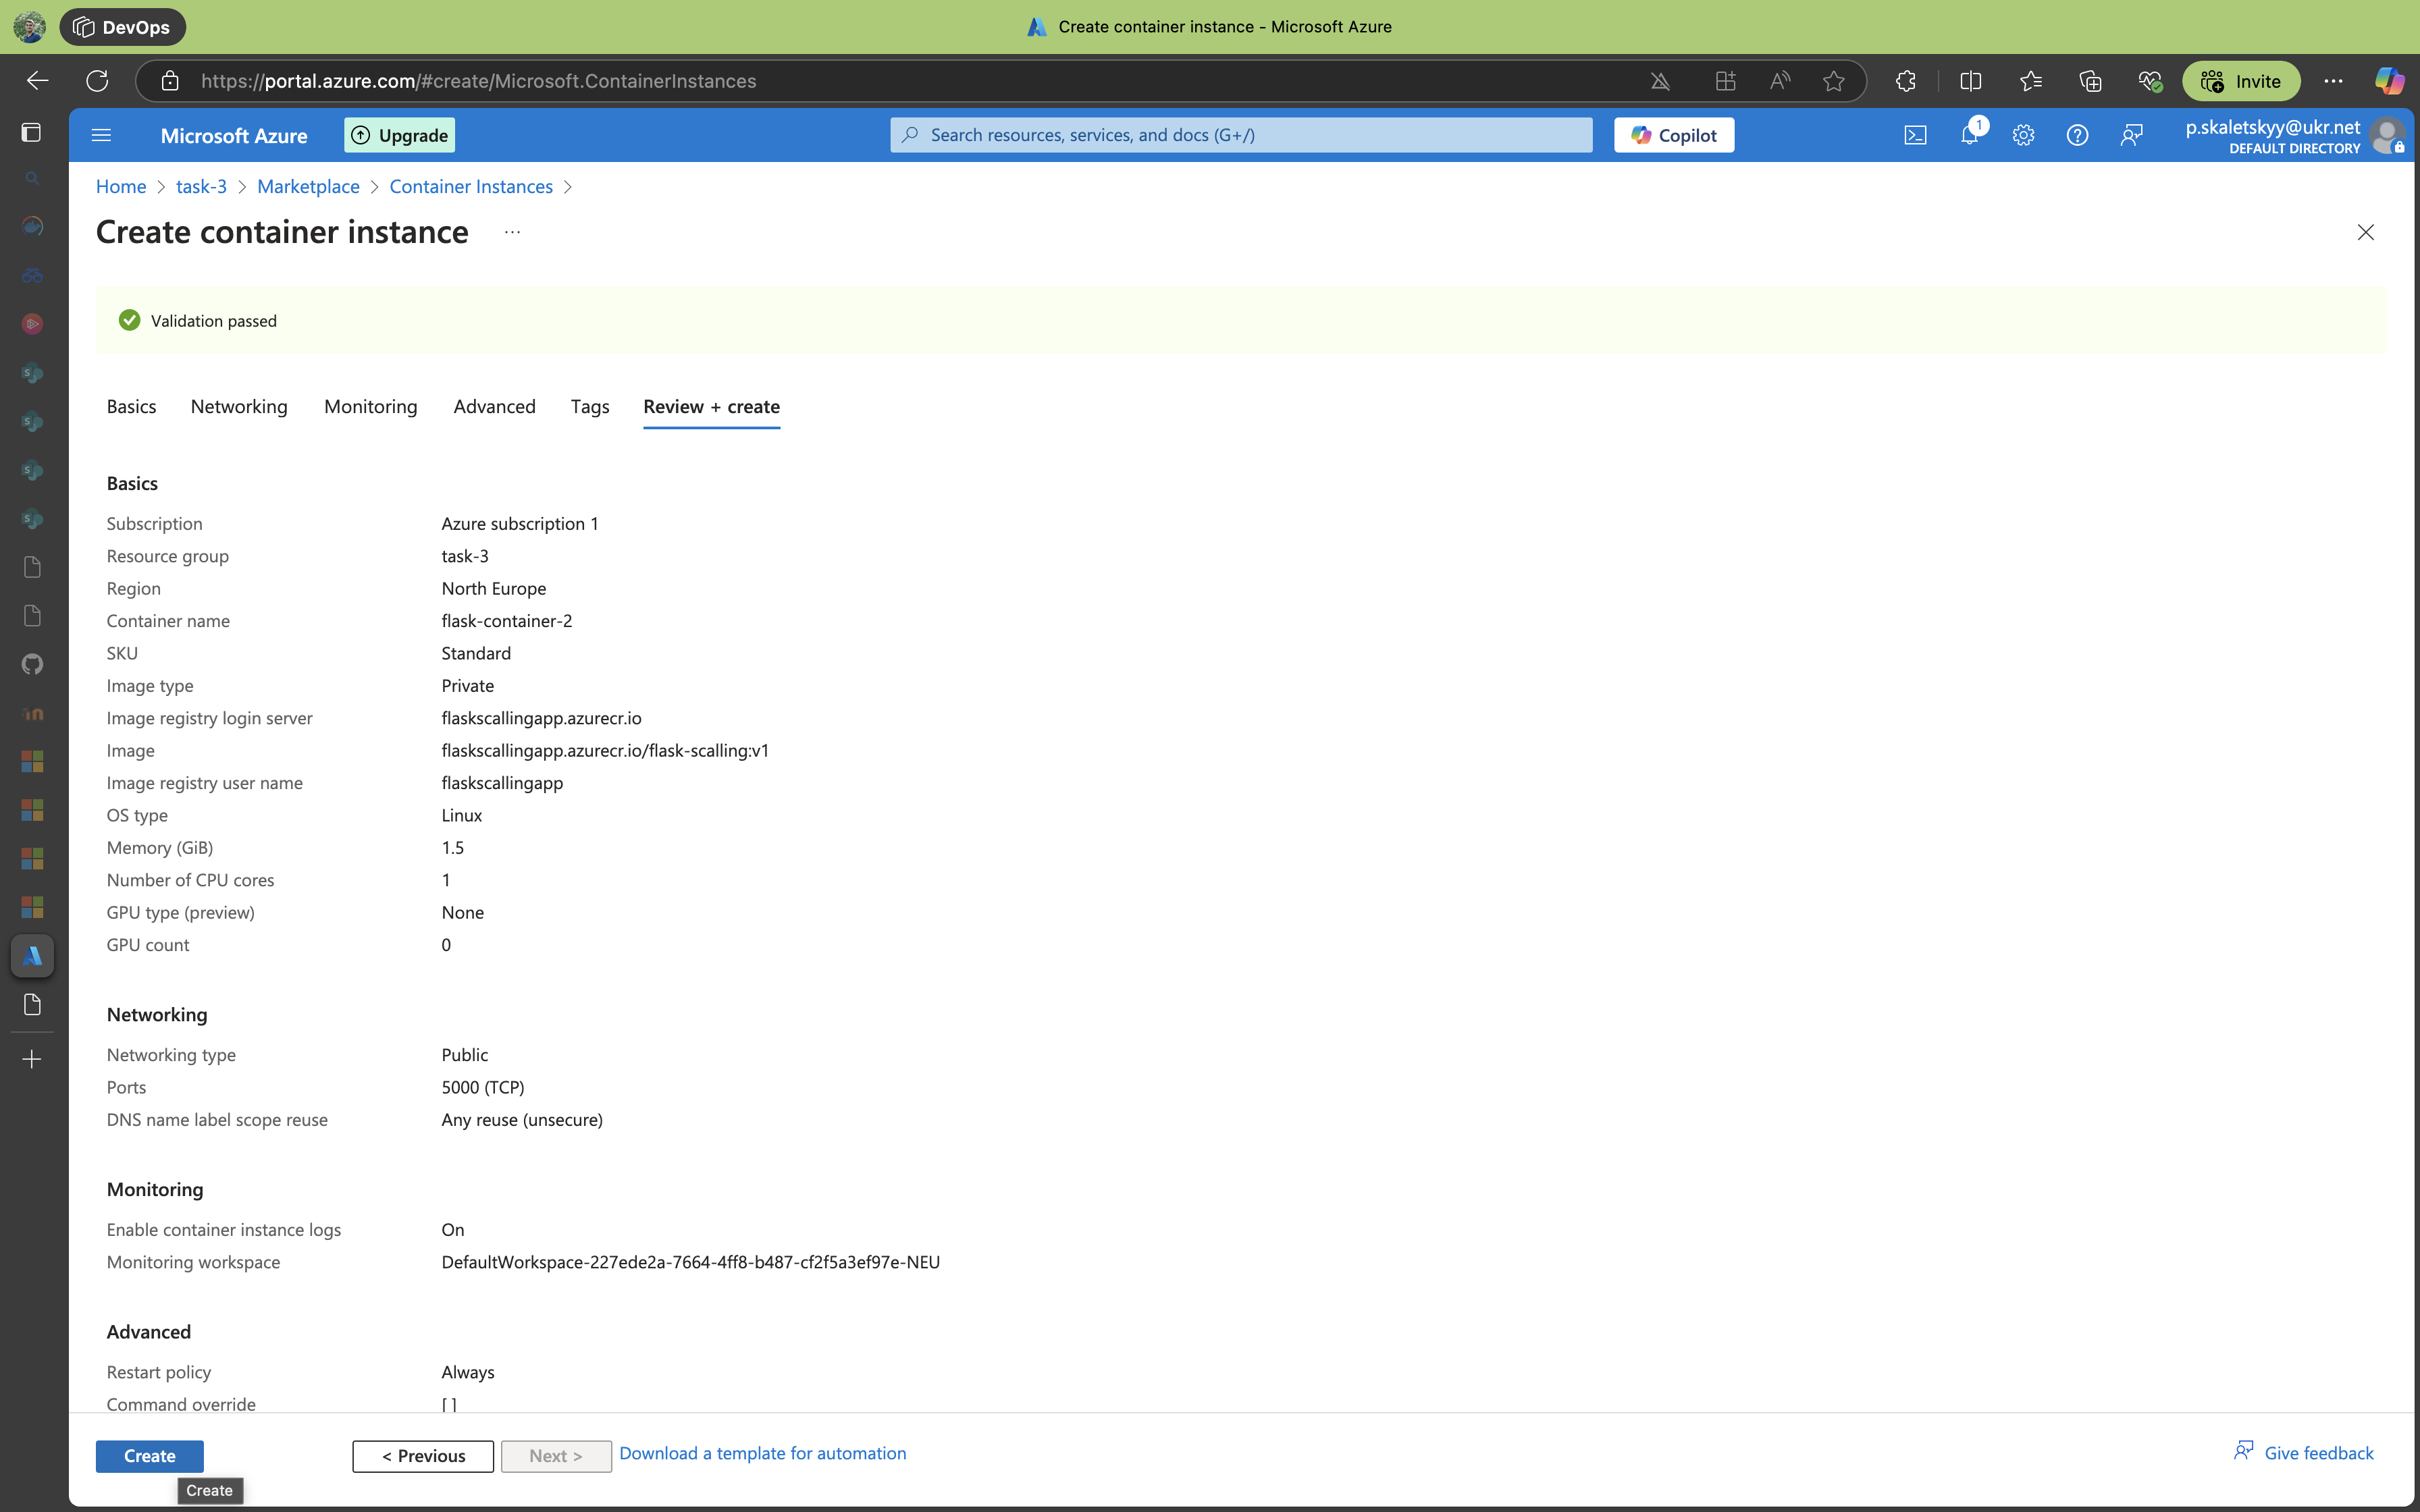 DevOps
Create container instance - Microsoft Azure
https://portal.azure.com/#create/Microsoft.ContainerInstances
Invite
Microsoft Azure
Upgrade
Search resources, services, and docs (G+/)
Copilot
1
p.skaletskyy@ukr.net
DEFAULT DIRECTORY
Home > task-3 > Marketplace > Container Instances >
Create container instance ...
Validation passed
Basics Networking Monitoring Advanced Tags Review + create
Basics
Subscription Azure subscription 1
Resource group task-3
Region North Europe
Container name flask-container-2
SKU Standard
Image type Private
Image registry login server flaskscallingapp.azurecr.io
Image flaskscallingapp.azurecr.io/flask-scalling:v1
Image registry user name flaskscallingapp
OS type Linux
Memory (GiB) 1.5
Number of CPU cores 1
GPU type (preview) None
GPU count 0
Networking
Networking type Public
Ports 5000 (TCP)
DNS name label scope reuse Any reuse (unsecure)
Monitoring
Enable container instance logs On
Monitoring workspace DefaultWorkspace-227ede2a-7664-4ff8-b487-cf2f5a3ef97e-NEU
Advanced
Restart policy Always
Command override [ ]
Create < Previous Next > Download a template for automation Give feedback
Create